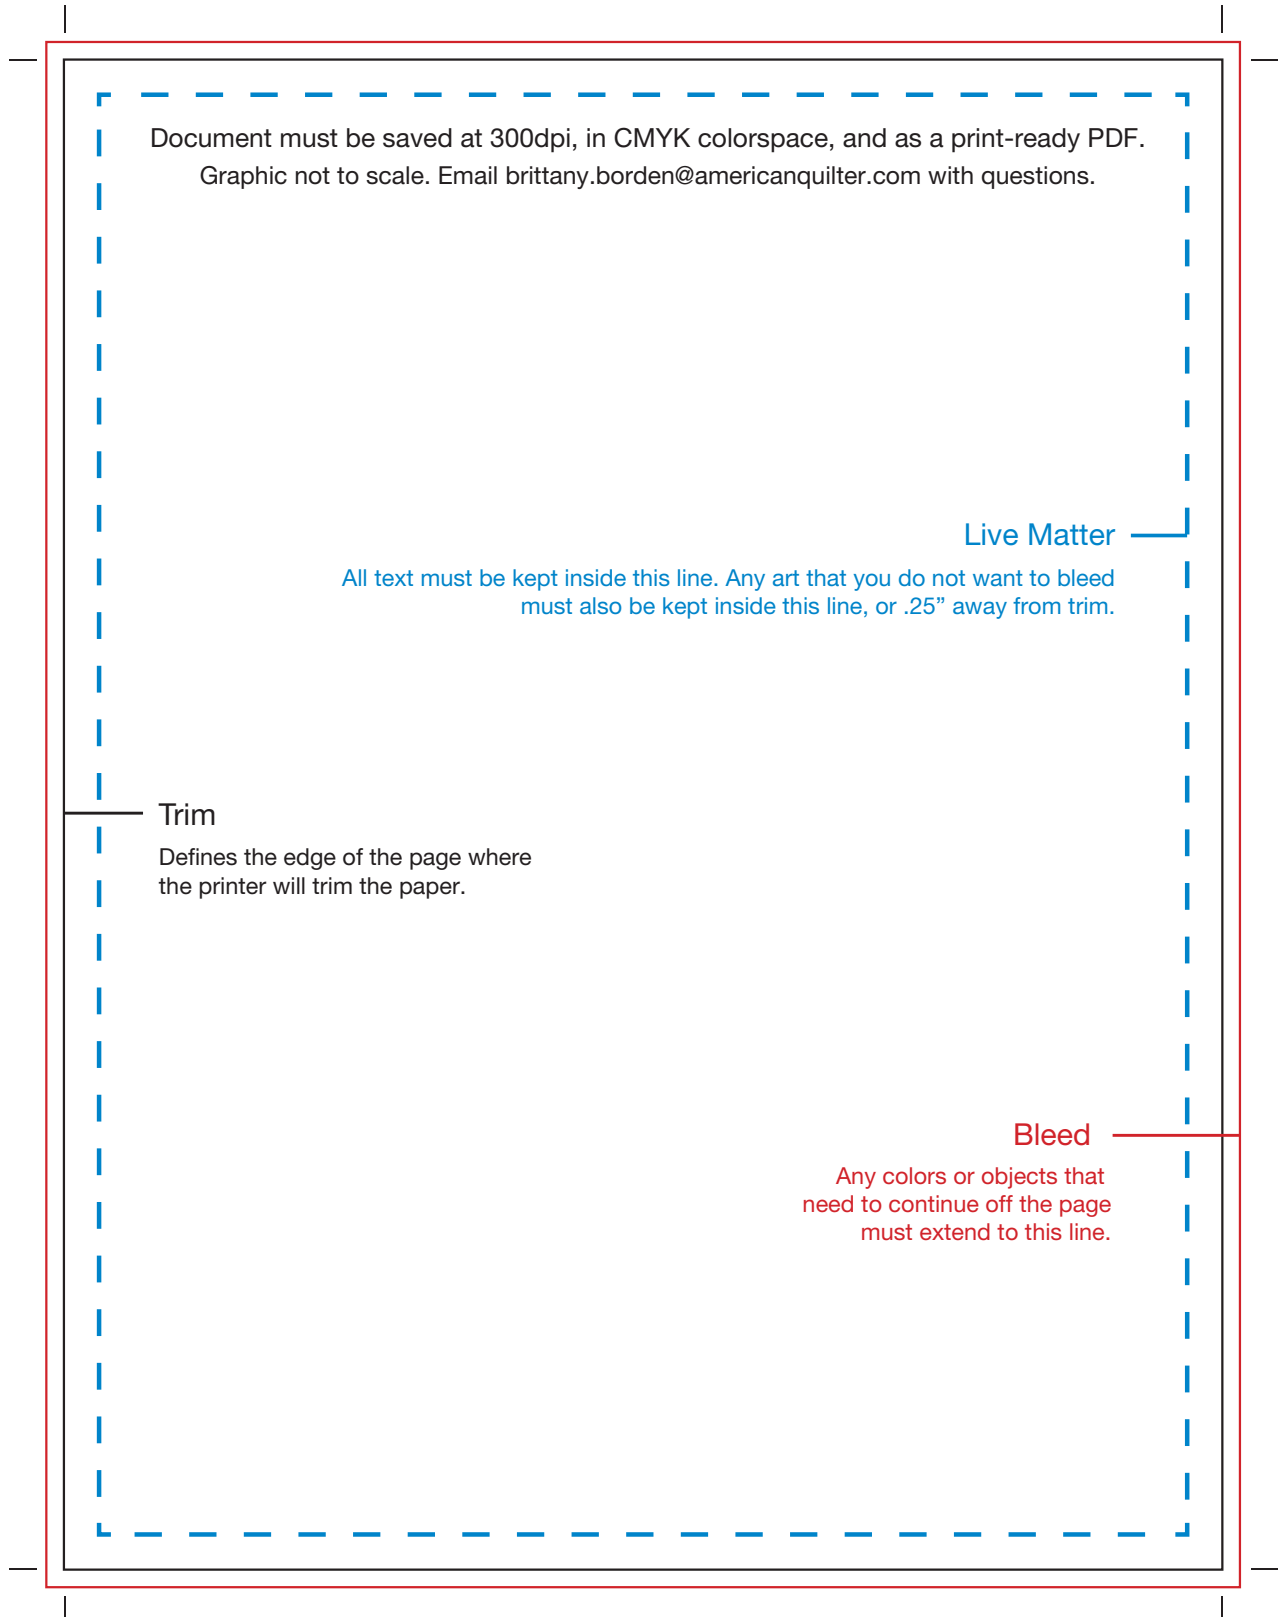 Document must be saved at 300dpi, in CMYK colorspace, and as a print-ready PDF.
Graphic not to scale. Email brittany.borden@americanquilter.com with questions.
Live Matter
All text must be kept inside this line. Any art that you do not want to bleed
must also be kept inside this line, or .25” away from trim.
Trim
Defines the edge of the page where
the printer will trim the paper.
Bleed
Any colors or objects that
need to continue off the page
must extend to this line.